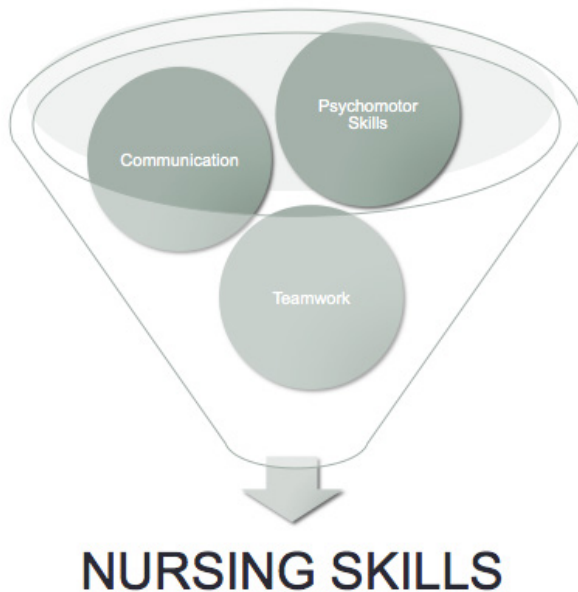 Psychomotor
Skills
Communication
Teamwork
NURSING SKILLS